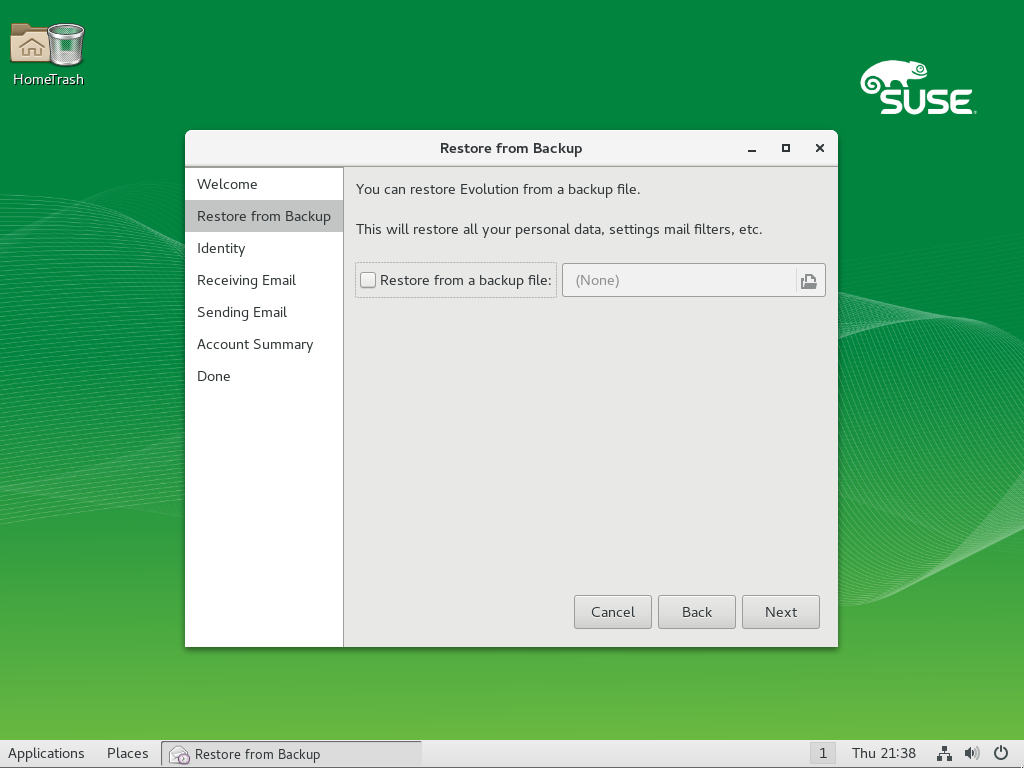 Home
Trash
SUSE
Restore from Backup
Welcome
Restore from Backup
Identity
Receiving Email
Sending Email
Account Summary
Done
You can restore Evolution from a backup file.
This will restore all your personal data, settings mail filters, etc.
Restore from a backup file:
(None)
Cancel
Back
Next
Applications
Places
Restore from Backup
1
Thu 21:38